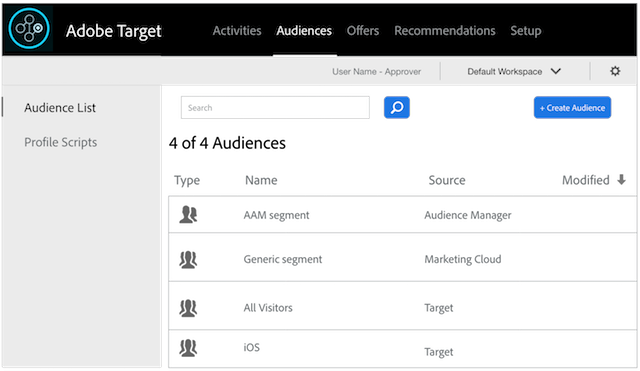 Adobe Target Activities Audiences Offers Recommendations Setup
User Name - Approver Default Workspace
Audience List
Profile Scripts
Search + Create Audience
4 of 4 Audiences
Type Name Source Modified
AAM segment Audience Manager
Generic segment Marketing Cloud
All Visitors Target
iOS Target